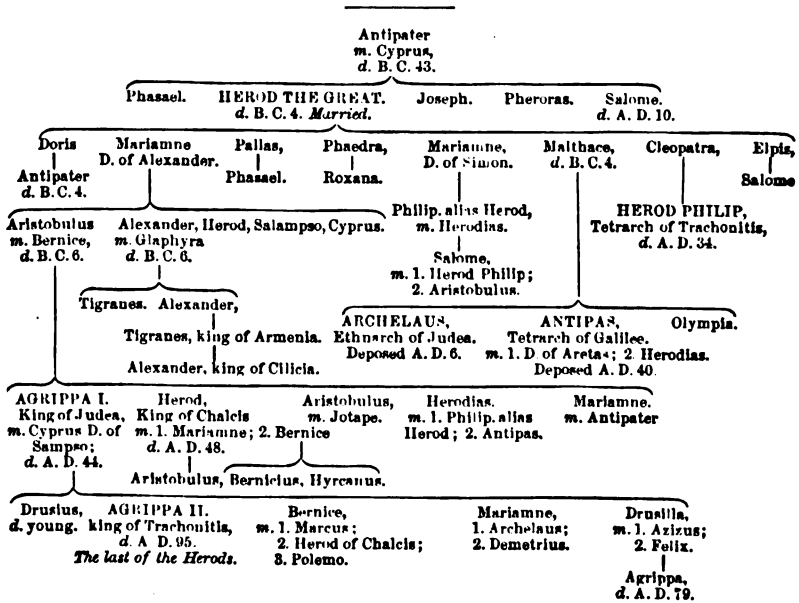 Antipater
m. Cyprus,
d. B. C. 43.
Phasael. HEROD THE GREAT. Joseph. Pheroras. Salome.
d. B. C. 4. Married. d. A. D. 10.
Doris Mariamne Pallas, Phaedra, Mariamne, Malthace, Cleopatra, Elpis,
D. of Alexander. D. of Simon. d. B. C. 4.
Antipater Phasael. Roxana. Salome
d. B. C. 4.
Philip. alias Herod, HEROD PHILIP,
m. Herodias. Tetrarch of Trachonitis,
d. A. D. 34.
Aristobulus Alexander, Herod, Salampso, Cyprus.
m. Bernice, m. Glaphyra
d. B. C. 6. d. B. C. 6.
Salome,
m. 1. Herod Philip;
2. Aristobulus.
Tigranes. Alexander,
Tigranes, king of Armenia.
Alexander, king of Cilicia.
ARCHELAUS, ANTIPAS, Olympia.
Ethnarch of Judea. Tetrarch of Galilee.
Deposed A. D. 6. m. 1. D. of Aretas; 2. Herodias.
Deposed A. D. 40.
AGRIPPA I. Herod, Aristobulus, Herodias. Mariamne.
King of Judea, King of Chalcis m. Jotape. m. 1. Philip. alias m. Antipater
m. Cyprus D. of m. 1. Mariamne; 2. Bernice Herod; 2. Antipas.
Sampso; d. A. D. 48.
d. A. D. 44.
Aristobulus, Bernicius, Hyrcanus.
Drusius, AGRIPPA II. Bernice, Mariamne, Drusilla,
d. young. king of Trachonitis, m. 1. Marcus; 1. Archelaus; m. 1. Azizus;
d. A D. 95. 2. Herod of Chalcis; 2. Demetrius. 2. Felix.
The last of the Herods. 3. Polemo.
Agrippa,
d. A. D. 79.